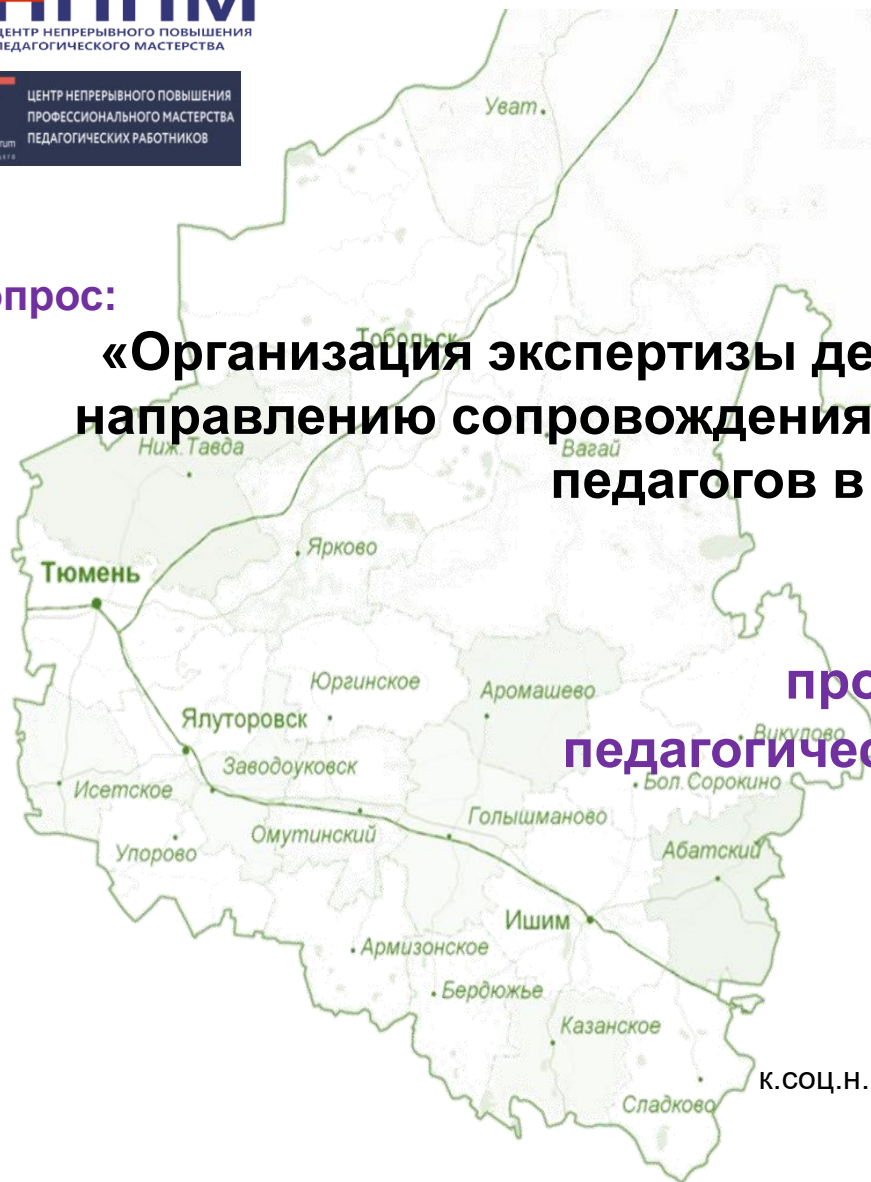 ННПМ
ЦЕНТР НЕПРЕРЫВНОГО ПОВЫШЕНИЯ
ПЕДАГОГИЧЕСКОГО МАСТЕРСТВА
ЦЕНТР НЕПРЕРЫВНОГО ПОВЫШЕНИЯ
ПРОФЕССИОНАЛЬНОГО МАСТЕРСТВА
ПЕДАГОГИЧЕСКИХ РАБОТНИКОВ
rum
Уват
опрос:
Тобольск
«Организация экспертизы де
направлению сопровождения
Ниж. Тавда
Вагай
педагогов в
Ярково
Тюмень
Юргинское
Аромашево
про
Ялуторовск
Викулово
педагогичес
Заводоуковск
Бол. Сорокино
Исетское
Голышманово
Омутинский
Упорово
Абатский
Ишим
Армизонское
Бердюжье
Казанское
к.соц.н.
Сладково